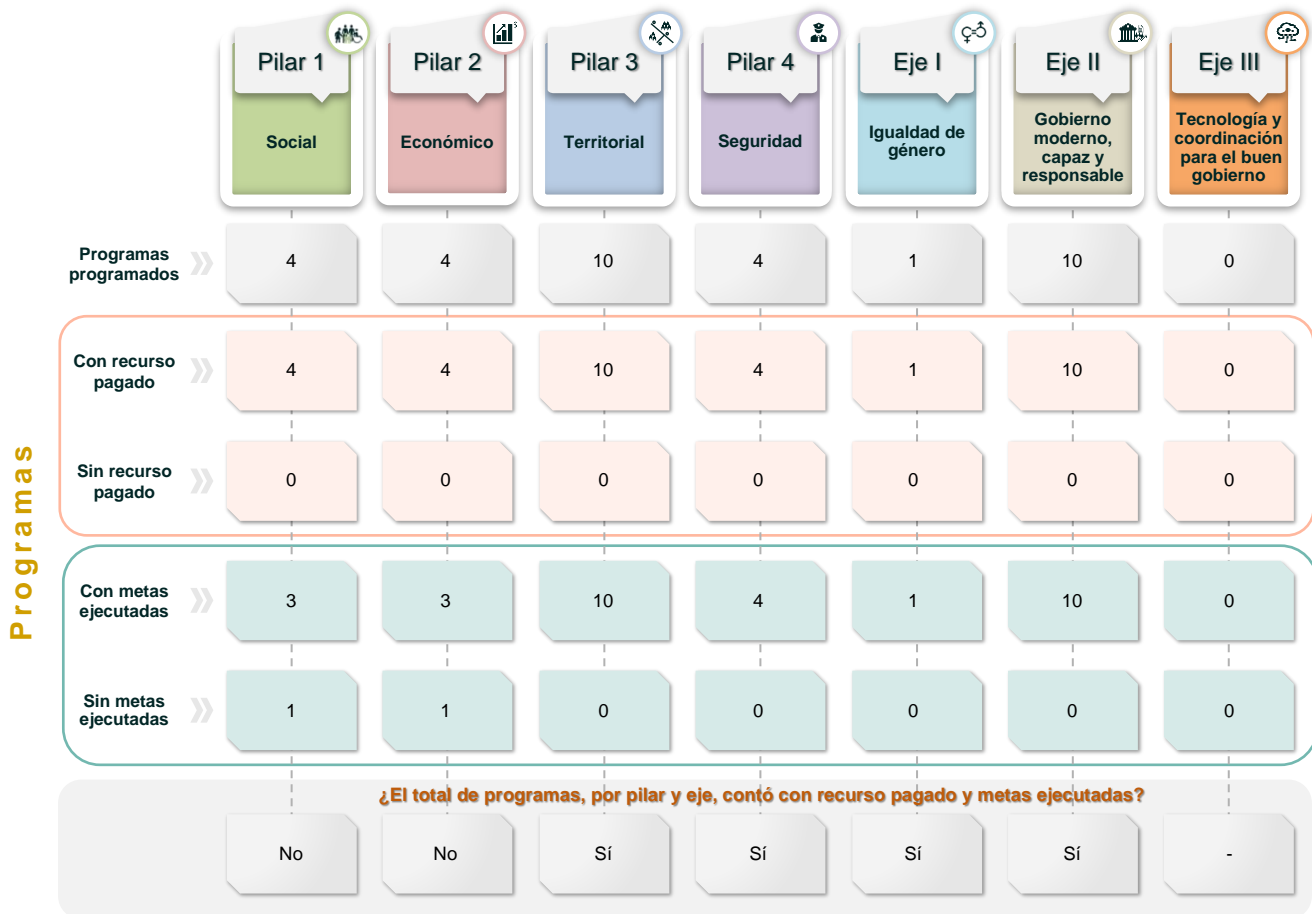 Pilar 1
Pilar 2
Pilar 3
Pilar 4
Eje I
Eje II
Eje III
Social
Económico
Territorial
Seguridad
Igualdad de
género
Gobierno
moderno,
capaz y
responsable
Tecnología y
coordinación
para el buen
gobierno
Programas
Programas
programados
4 4 10 4 1 10 0
Con recurso
pagado
4 4 10 4 1 10 0
Sin recurso
pagado
0 0 0 0 0 0 0
Con metas
ejecutadas
3 3 10 4 1 10 0
Sin metas
ejecutadas
1 1 0 0 0 0 0
¿El total de programas, por pilar y eje, contó con recurso pagado y metas ejecutadas?
No No Sí Sí Sí Sí -